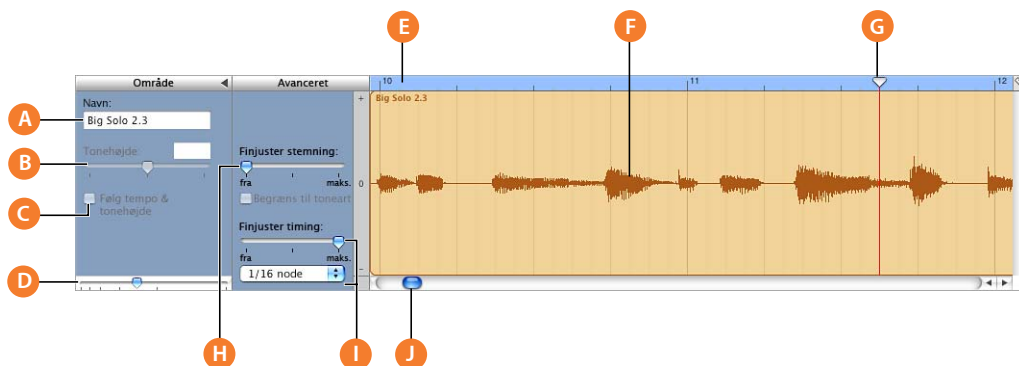 E
F
G
Område
Avanceret
10
11
12
Navn:
Big Solo 2.3
+
Big Solo 2.3
A
Tonehøjde:
B
Finjuster stemning:
H
fra
maks.
0
Følg tempo &
tonehøjde
C
Begræns til toneart
Finjuster timing:
fra
maks.
1/16 node
-
D
H
I
J